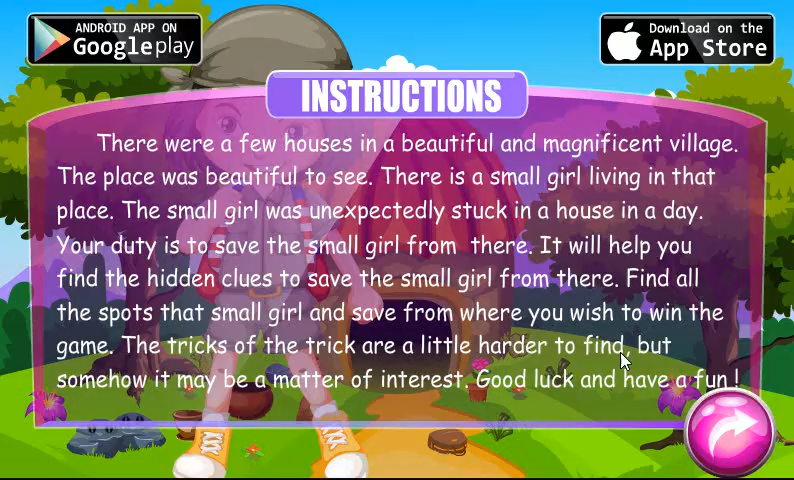 ANDROID APP ON
Google play
Download on the
App Store
INSTRUCTIONS
There were a few houses in a beautiful and magnificent village.
The place was beautiful to see. There is a small girl living in that
place. The small girl was unexpectedly stuck in a house in a day.
Your duty is to save the small girl from there. It will help you
find the hidden clues to save the small girl from there. Find all
the spots that small girl and save from where you wish to win the
game. The tricks of the trick are a little harder to find, but
somehow it may be a matter of interest. Good luck and have a fun !